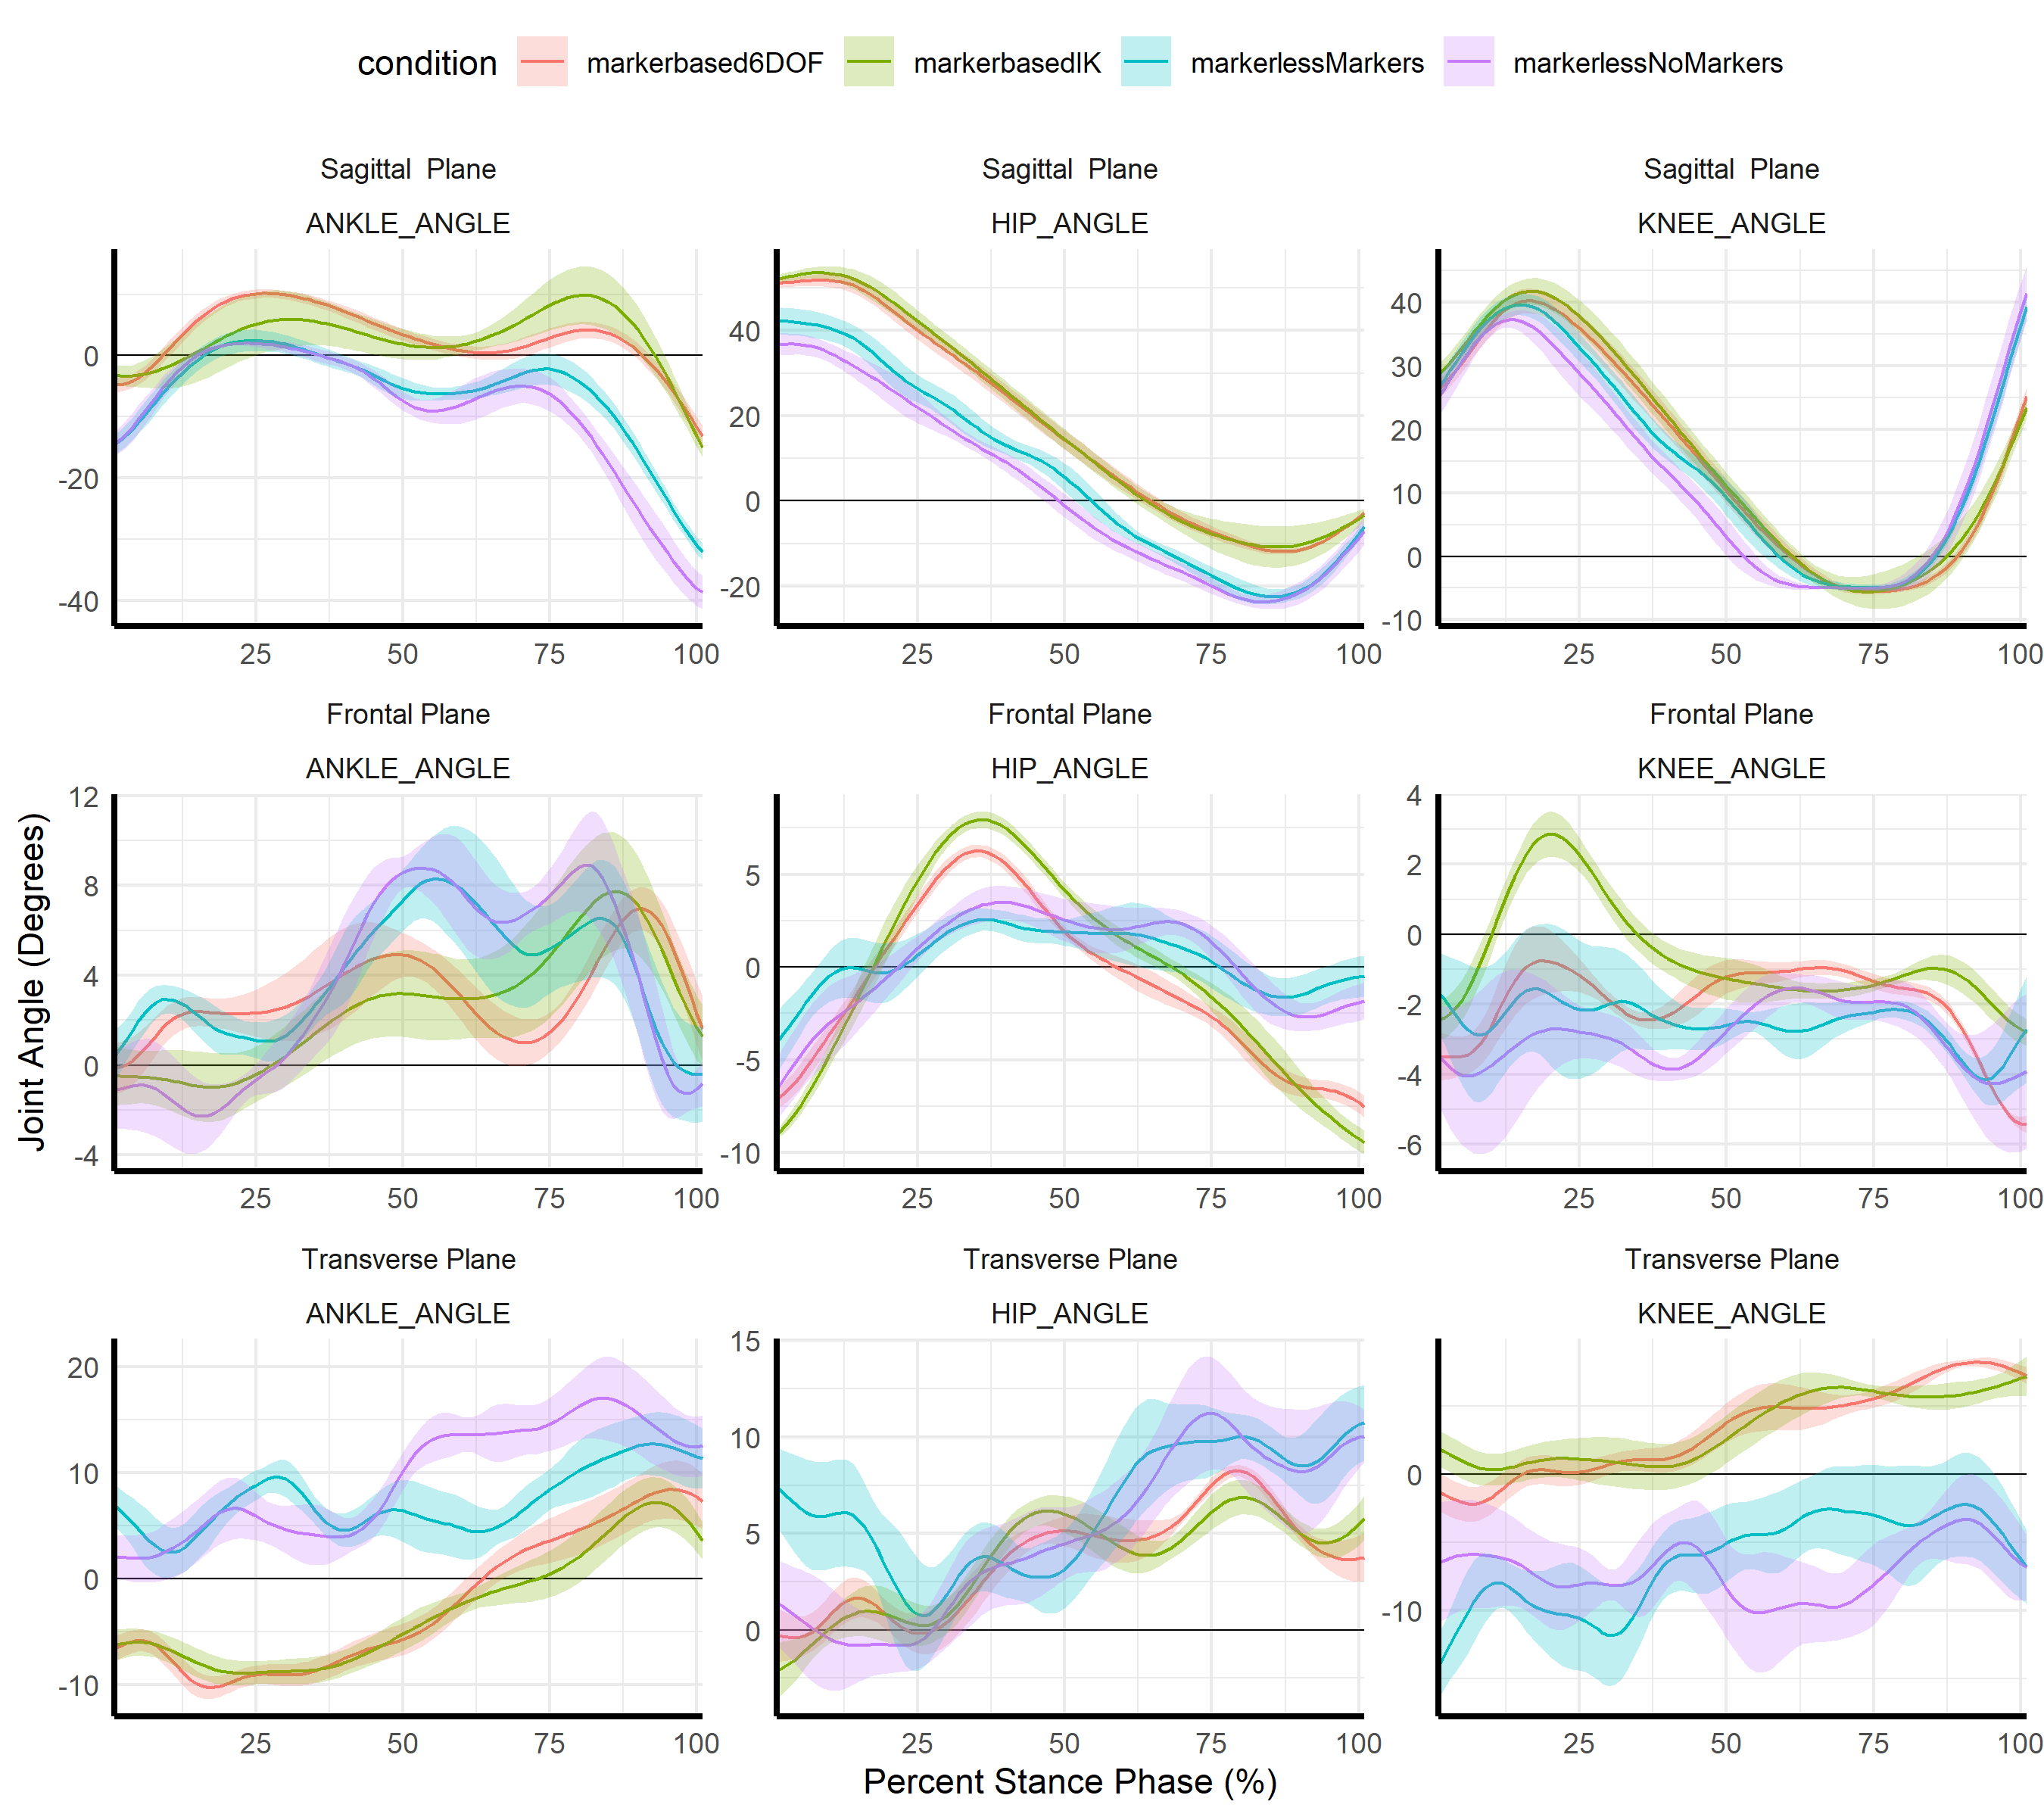 condition markerbased6DOF markerbasedIK markerlessMarkers markerlessNoMarkers
Sagittal  Plane Sagittal  Plane Sagittal  Plane
ANKLE_ANGLE HIP_ANGLE KNEE_ANGLE
0 -20 -40
40 20 0 -20
40 30 20 10 0 -10
25 50 75 100 25 50 75 100 25 50 75 100
Frontal Plane Frontal Plane Frontal Plane
ANKLE_ANGLE HIP_ANGLE KNEE_ANGLE
12 8 4 0 -4
5 0 -5 -10
4 2 0 -2 -4 -6
25 50 75 100 25 50 75 100 25 50 75 100
Joint Angle (Degrees)
Transverse Plane Transverse Plane Transverse Plane
ANKLE_ANGLE HIP_ANGLE KNEE_ANGLE
20 10 0 -10
15 10 5 0
0 -10
25 50 75 100 25 50 75 100 25 50 75 100
Percent Stance Phase (%)